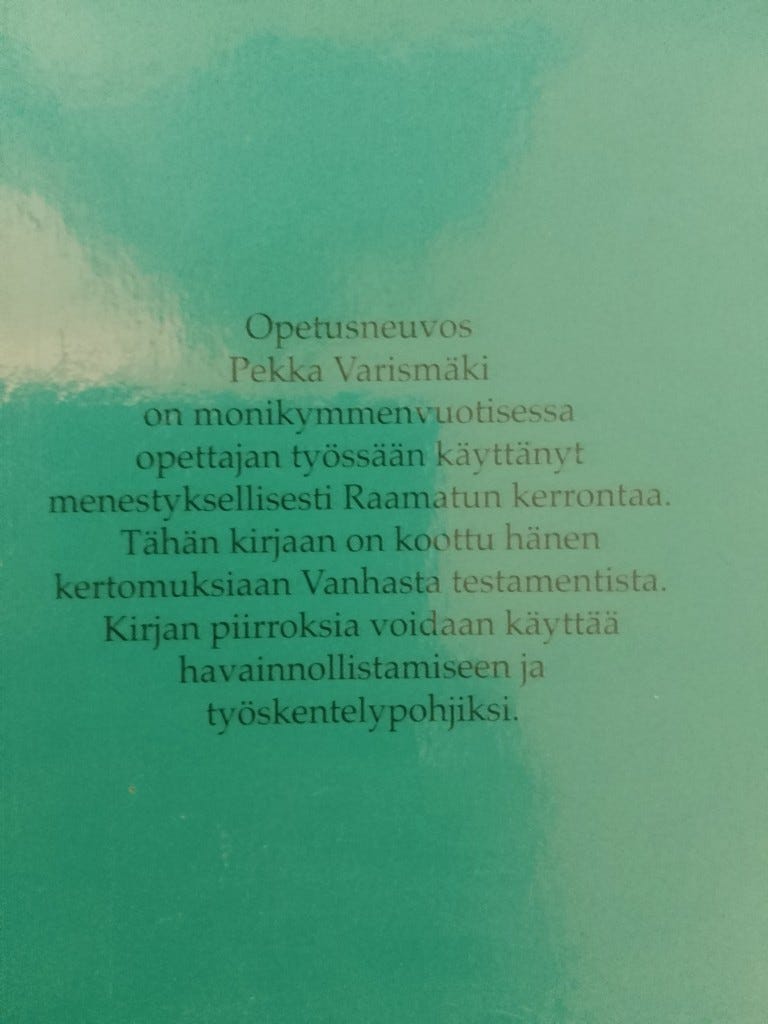 Opetusneuvos
Pekka Varismäki
on monikymmenvuotisessa
opettajan työssään käyttänyt
menestyksellisesti Raamatun kerrontaa.
Tähän kirjaan on koottu hänen
kertomuksiaan Vanhasta testamentista.
Kirjan piirroksia voidaan käyttää
havainnollistamiseen ja
työskentelypohjiksi.